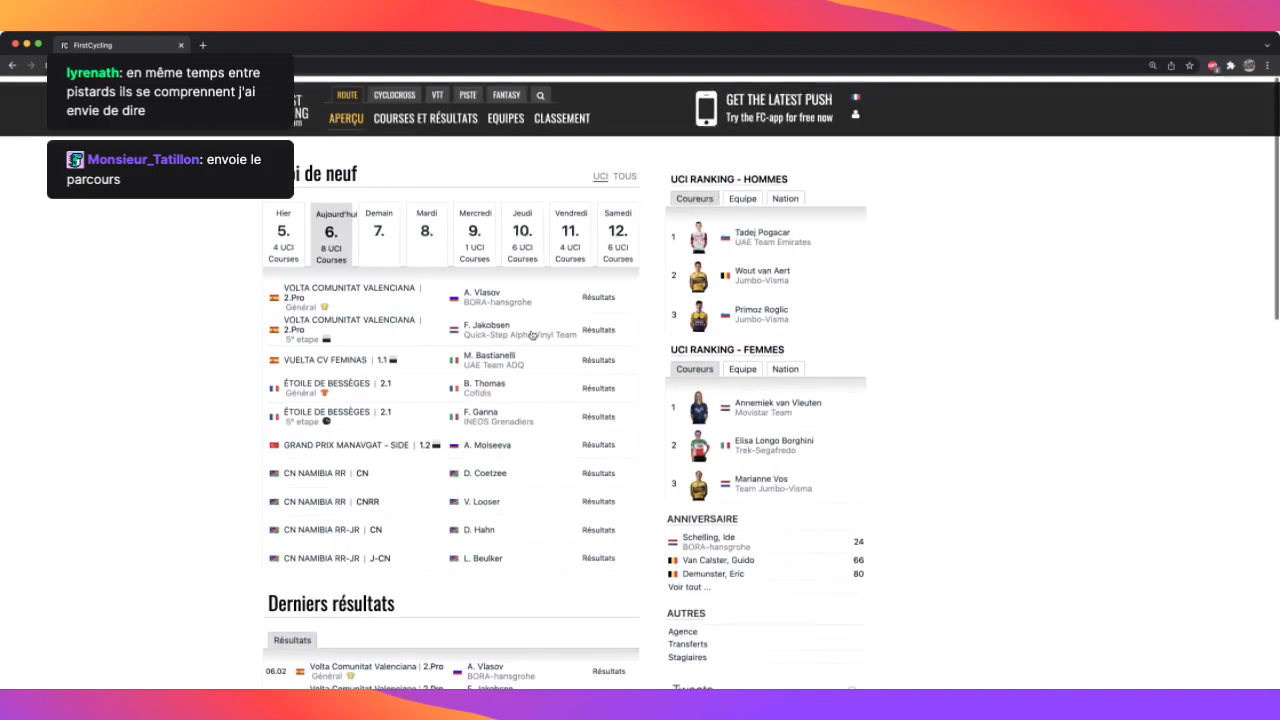 FirstCycling
lyrenath: en même temps entre
pistards ils se comprennent j'ai
envie de dire
Monsieur_Tatillon: envoie le
parcours
ROUTE CYCLOCROSS VTT PISTE FANTASY
APERÇU COURSES ET RÉSULTATS EQUIPES CLASSEMENT
GET THE LATEST PUSH
Try the FC-app for free now
oi de neuf
UCI TOUS
Hier Aujourd'hui Demain Mardi Mercredi Jeudi Vendredi Samedi
5. 6. 7. 8. 9. 10. 11. 12.
4 UCI 8 UCI 1 UCI 6 UCI 4 UCI 6 UCI
Courses Courses Courses Courses Courses Courses
VOLTA COMUNITAT VALENCIANA |
2.Pro
Général
A. Vlasov
BORA-hansgrohe
Résultats
VOLTA COMUNITAT VALENCIANA |
2.Pro
5º etape
F. Jakobsen
Quick-Step Alpha Vinyl Team
Résultats
VUELTA CV FEMINAS | 1.1
M. Bastianelli
UAE Team ADQ
Résultats
ÉTOILE DE BESSÈGES | 2.1
Général
B. Thomas
Cofidis
Résultats
ÉTOILE DE BESSÈGES | 2.1
5º etape
F. Ganna
INEOS Grenadiers
Résultats
GRAND PRIX MANAVGAT - SIDE | 1.2 A. Moiseeva Résultats
CN NAMIBIA RR | CN D. Coetzee Résultats
CN NAMIBIA RR | CNRR V. Looser Résultats
CN NAMIBIA RR-JR | CN D. Hahn Résultats
CN NAMIBIA RR-JR | J-CN L. Beulker Résultats
Derniers résultats
Résultats
06.02 Volta Comunitat Valenciana | 2.Pro
Général
A. Vlasov
BORA-hansgrohe
Résultats
Volta Comunitat Valenciana | 2.Pro F. Jakobsen
UCI RANKING - HOMMES
Coureurs Equipe Nation
1 Tadej Pogacar
UAE Team Emirates
2 Wout van Aert
Jumbo-Visma
3 Primoz Roglic
Jumbo-Visma
UCI RANKING - FEMMES
Coureurs Equipe Nation
1 Annemiek van Vleuten
Movistar Team
2 Elisa Longo Borghini
Trek-Segafredo
3 Marianne Vos
Team Jumbo-Visma
ANNIVERSAIRE
Schelling, Ide 24
BORA-hansgrohe
Van Calster, Guido 66
Demunster, Eric 80
Voir tout ...
AUTRES
Agence
Transferts
Stagiaires
Tweets